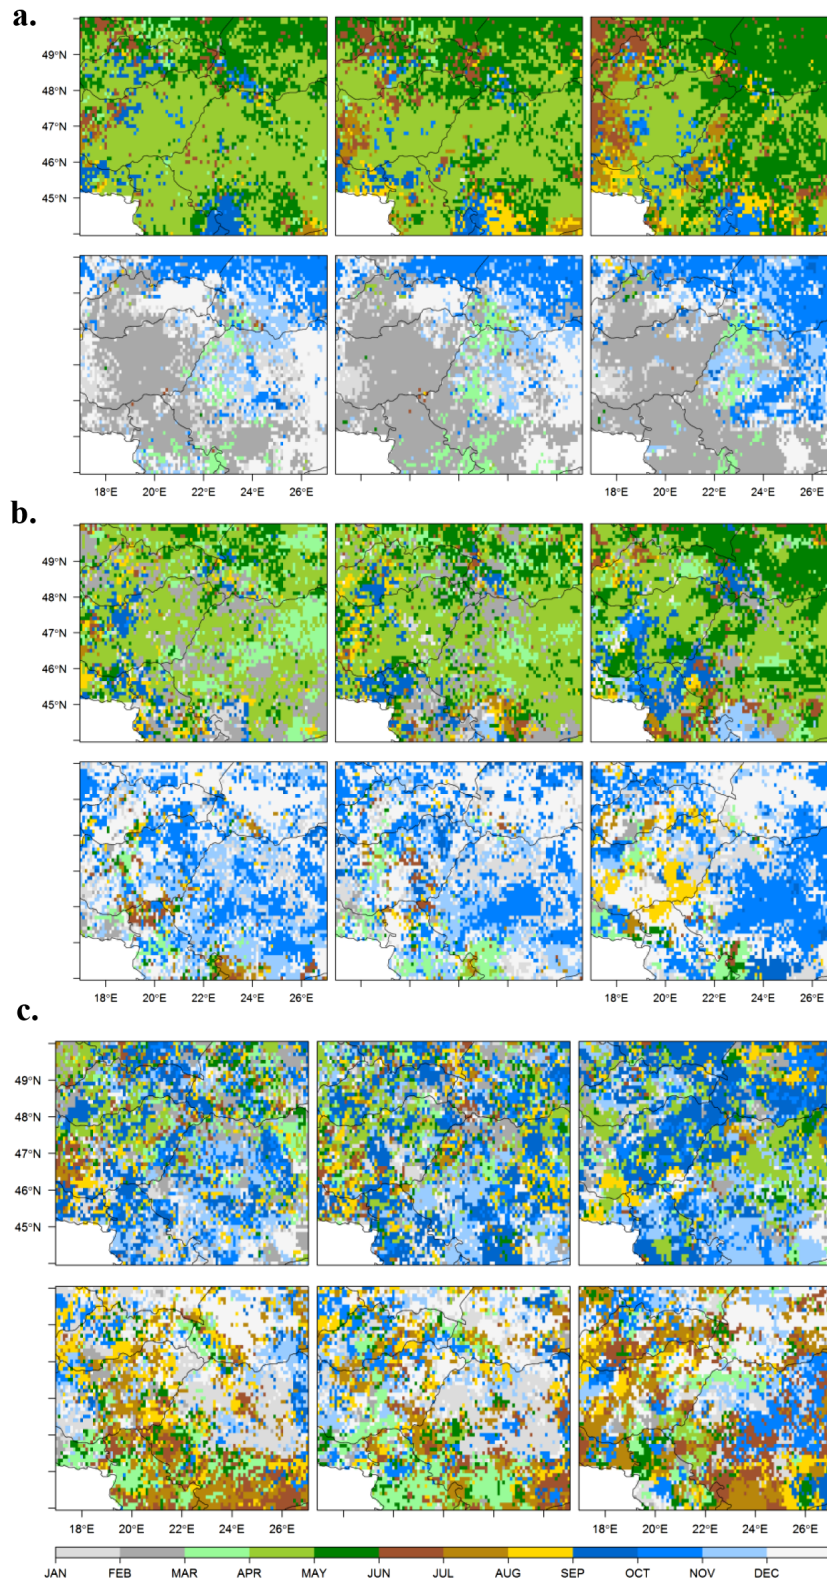 a.
49°N
48°N
47°N
46°N
45°N
18°E 20°E 22°E 24°E 26°E 18°E 20°E 22°E 24°E 26°E
b.
49°N
48°N
47°N
46°N
45°N
18°E 20°E 22°E 24°E 26°E 18°E 20°E 22°E 24°E 26°E
c.
49°N
48°N
47°N
46°N
45°N
18°E 20°E 22°E 24°E 26°E 18°E 20°E 22°E 24°E 26°E
JAN FEB MAR APR MAY JUN JUL AUG SEP OCT NOV DEC